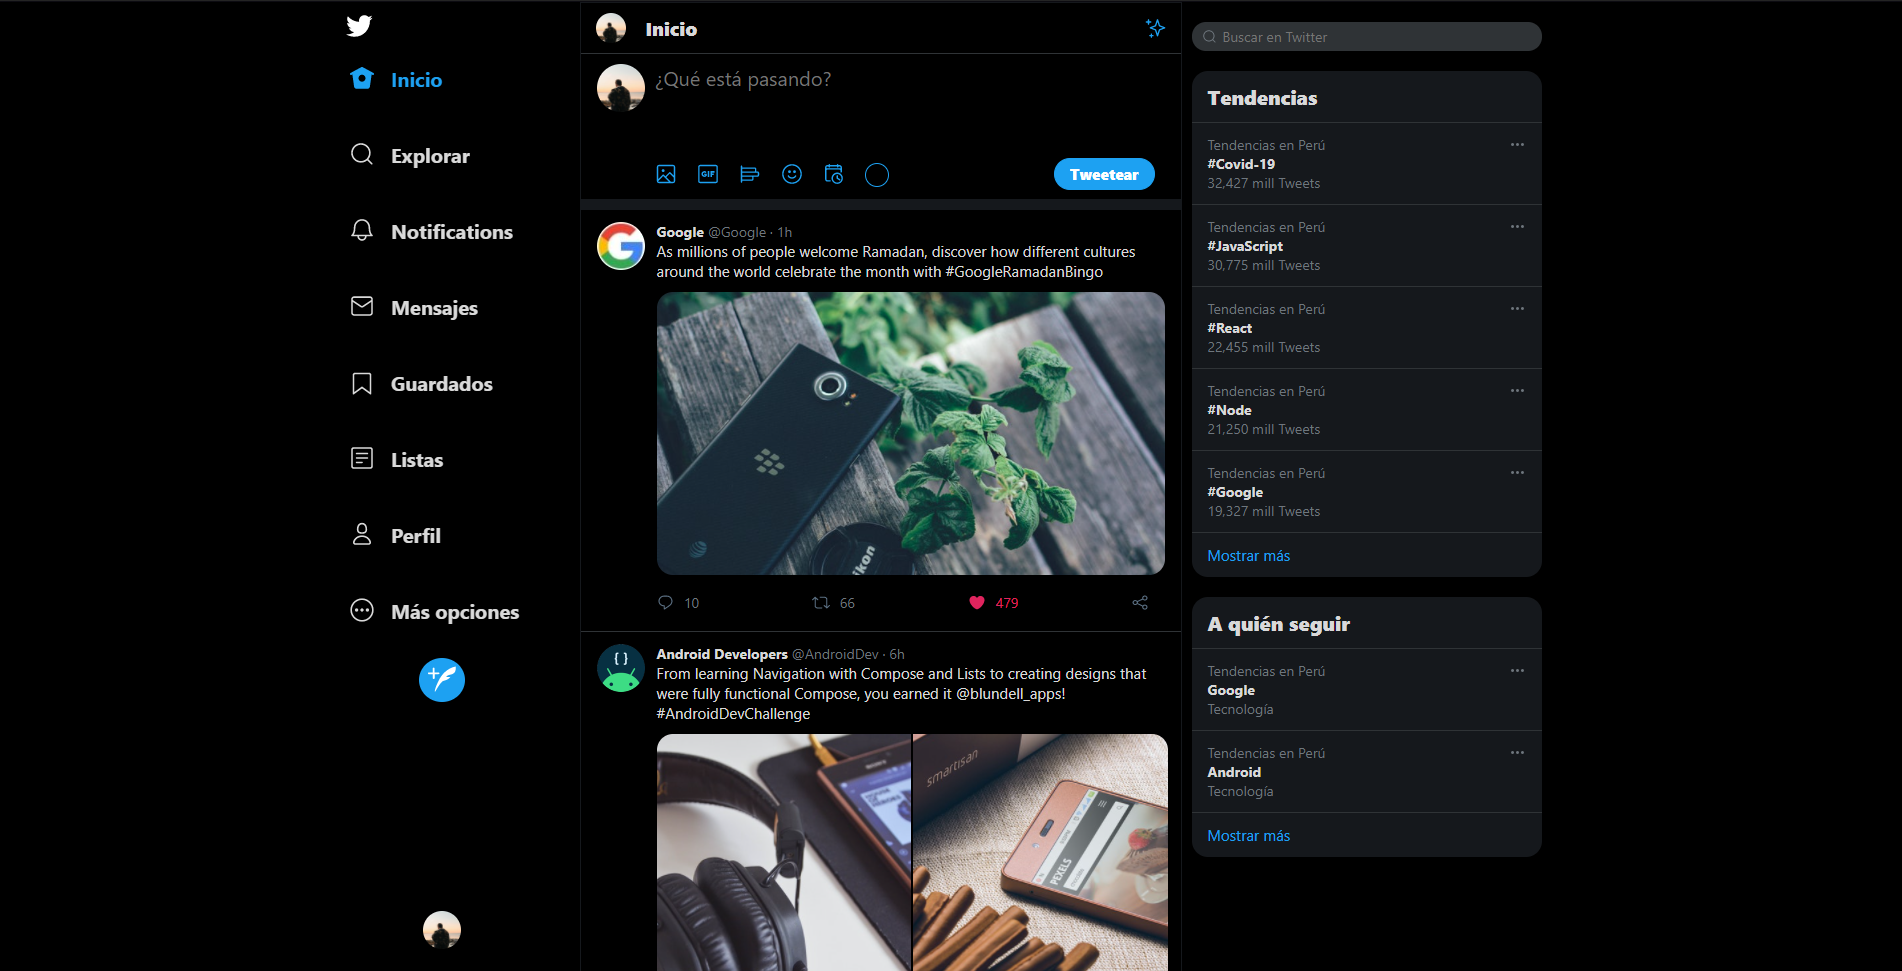 Inicio
Explorar
Notifications
Mensajes
Guardados
Listas
Perfil
Más opciones
Inicio
¿Qué está pasando?
GIF
Tweetear
Google @Google · 1h
As millions of people welcome Ramadan, discover how different cultures
around the world celebrate the month with #GoogleRamadanBingo
10 66 479
Android Developers @AndroidDev · 6h
From learning Navigation with Compose and Lists to creating designs that
were fully functional Compose, you earned it @blundell_apps!
#AndroidDevChallenge
SONY
smartisan
PEXELS
Buscar en Twitter
Tendencias
Tendencias en Perú
#Covid-19
32,427 mill Tweets
Tendencias en Perú
#JavaScript
30,775 mill Tweets
Tendencias en Perú
#React
22,455 mill Tweets
Tendencias en Perú
#Node
21,250 mill Tweets
Tendencias en Perú
#Google
19,327 mill Tweets
Mostrar más
A quién seguir
Tendencias en Perú
Google
Tecnología
Tendencias en Perú
Android
Tecnología
Mostrar más